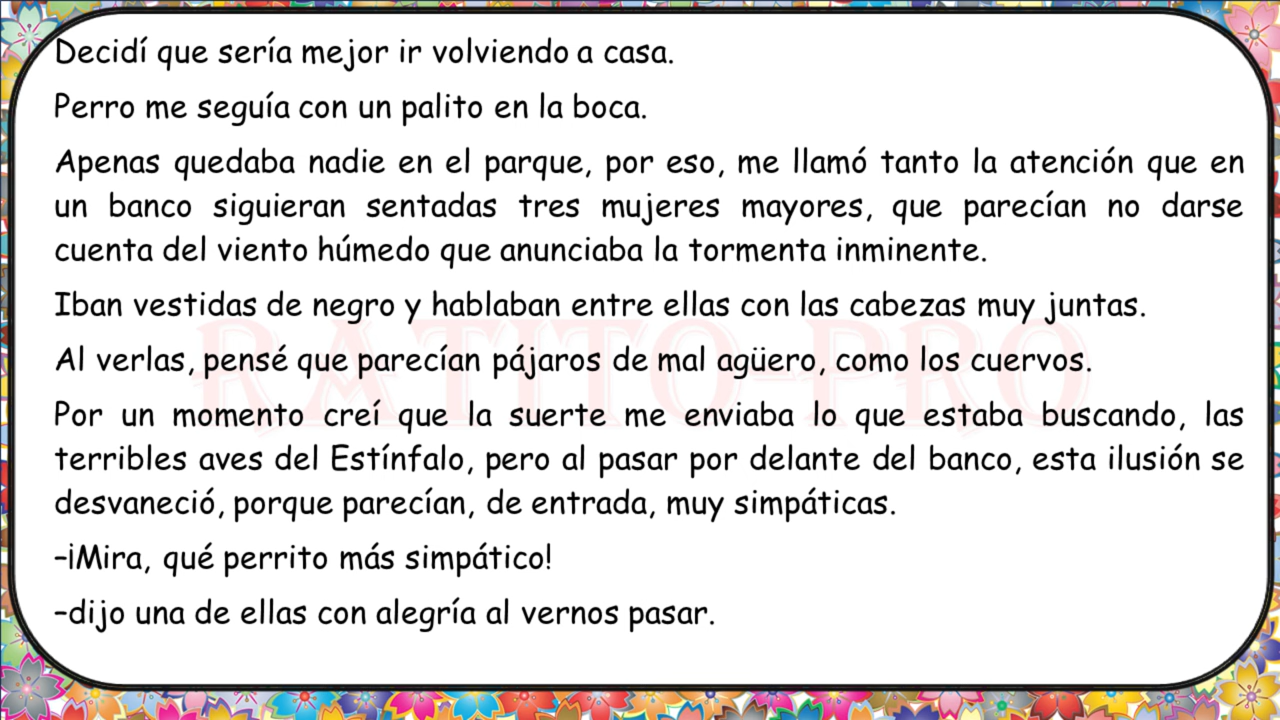 Decidí que sería mejor ir volviendo a casa.
Perro me seguía con un palito en la boca.
Apenas quedaba nadie en el parque, por eso, me llamó tanto la atención que en
un banco siguieran sentadas tres mujeres mayores, que parecían no darse
cuenta del viento húmedo que anunciaba la tormenta inminente.
Iban vestidas de negro y hablaban entre ellas con las cabezas muy juntas.
Al verlas, pensé que parecían pájaros de mal agüero, como los cuervos.
RATITO-PRO
Por un momento creí que la suerte me enviaba lo que estaba buscando, las
terribles aves del Estínfalo, pero al pasar por delante del banco, esta ilusión se
desvaneció, porque parecían, de entrada, muy simpáticas.
–¡Mira, qué perrito más simpático!
–dijo una de ellas con alegría al vernos pasar.